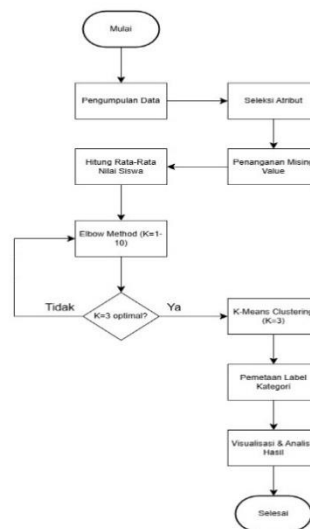 Mulai
Pengumpulan Data
Seleksi Atribut
Penanganan Mising
Value
Hitung Rata-Rata
Nilai Siswa
Elbow Method (K=1-
10)
K=3 optimal?
Tidak
Ya
K-Means Clustering
(K=3)
Pemetaan Label
Kategori
Visualisasi & Analisis
Hasil
Selesai